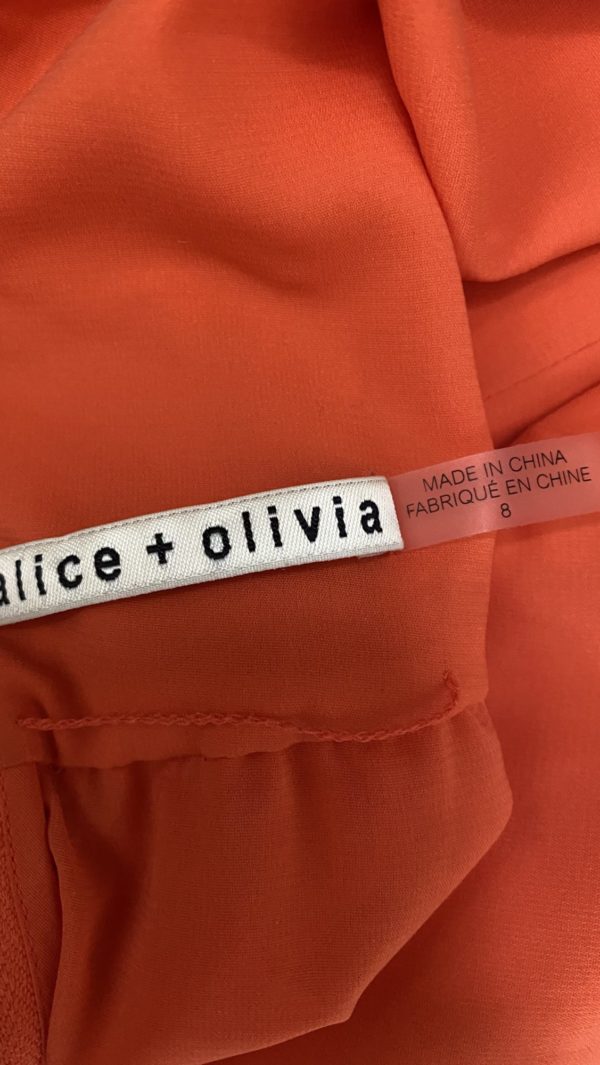 alice + olivia
MADE IN CHINA
FABRIQUÉ EN CHINE
8